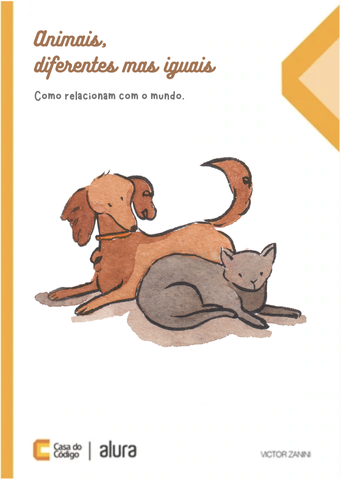 Animais,
diferentes mas iguais
Como relacionam com o mundo.
Casa do
Código
alura
VICTOR ZANINI